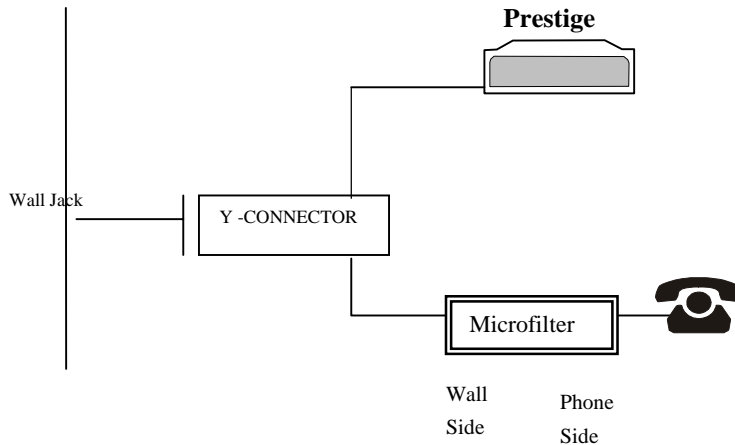 Prestige
Wall Jack
Y -CONNECTOR
Microfilter
Wall
Side
Phone
Side